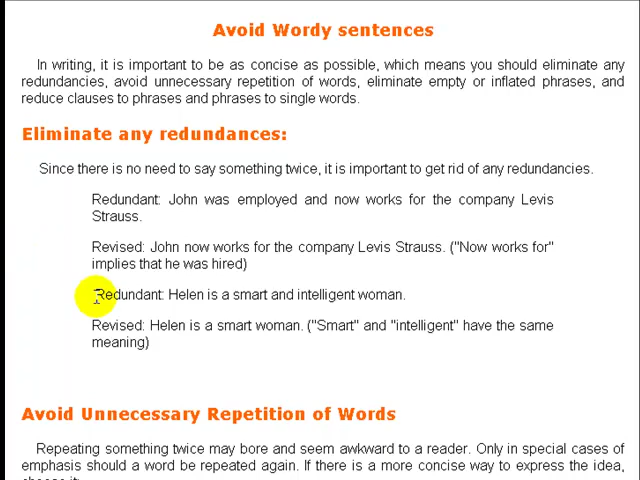 Avoid Wordy sentences
In writing, it is important to be as concise as possible, which means you should eliminate any
redundancies, avoid unnecessary repetition of words, eliminate empty or inflated phrases, and
reduce clauses to phrases and phrases to single words.
Eliminate any redundances:
Since there is no need to say something twice, it is important to get rid of any redundancies.
Redundant: John was employed and now works for the company Levis
Strauss.
Revised: John now works for the company Levis Strauss. ("Now works for"
implies that he was hired)
Redundant: Helen is a smart and intelligent woman.
Revised: Helen is a smart woman. ("Smart" and "intelligent" have the same
meaning)
Avoid Unnecessary Repetition of Words
Repeating something twice may bore and seem awkward to a reader. Only in special cases of
emphasis should a word be repeated again. If there is a more concise way to express the idea,